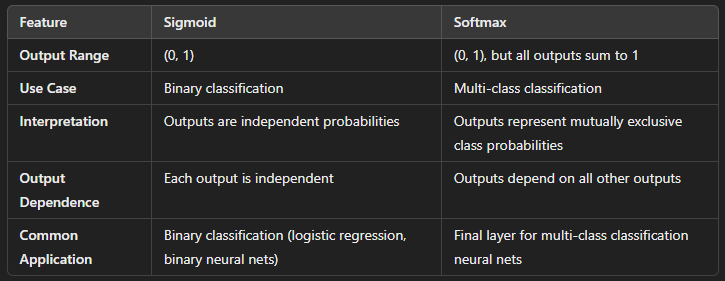 Feature Sigmoid Softmax
Output Range (0, 1) (0, 1), but all outputs sum to 1
Use Case Binary classification Multi-class classification
Interpretation Outputs are independent probabilities Outputs represent mutually exclusive
class probabilities
Output Each output is independent Outputs depend on all other outputs
Dependence
Common Binary classification (logistic regression, Final layer for multi-class classification
Application binary neural nets) neural nets